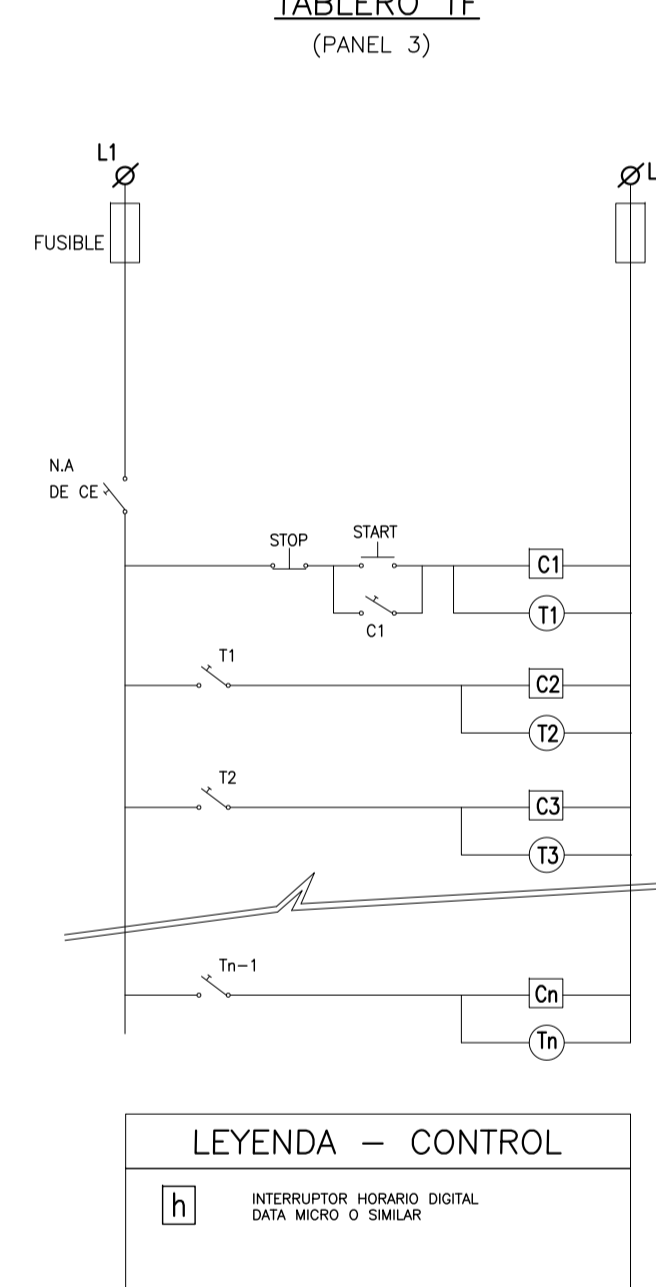 TABLERO TF
(PANEL 3)
L1
FUSIBLE
N.A
DE CE
STOP
START
C1
C1
T1
T1
C2
T2
T2
C3
T3
Tn-1
Cn
Tn
LEYENDA - CONTROL
h
INTERRUPTOR HORARIO DIGITAL
DATA MICRO O SIMILAR